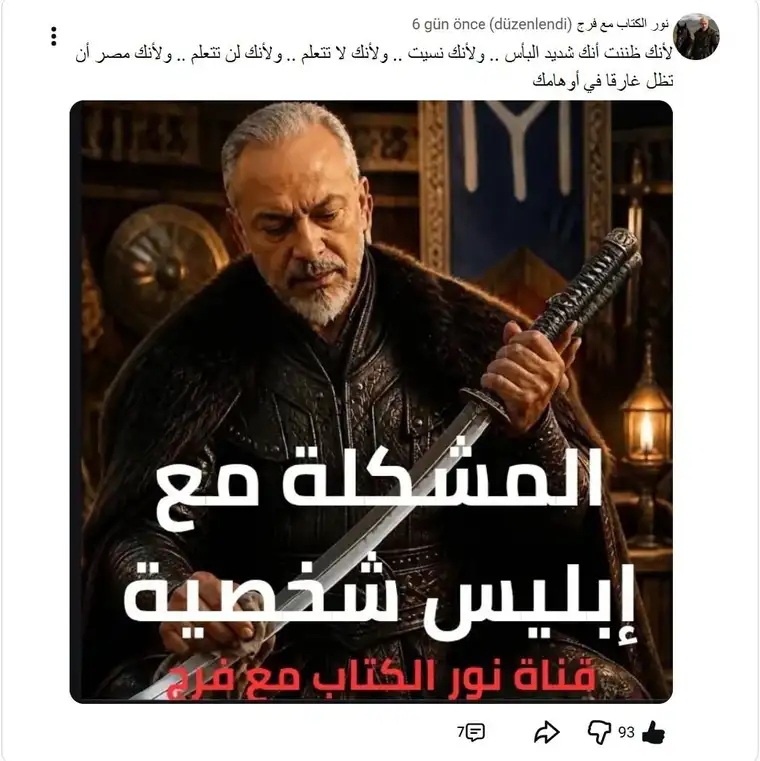 نور الكتاب مع فرج 6 gün önce (düzenlendi)
لأنك ظننت أنك شديد البأس .. ولأنك نسيت .. ولأنك لا تتعلم .. ولأنك لن تتعلم .. ولأنك مصر أن
تظل غارقا في أوهامك
المشكلة مع
إبليس شخصية
قناة نور الكتاب مع فرج
93
7